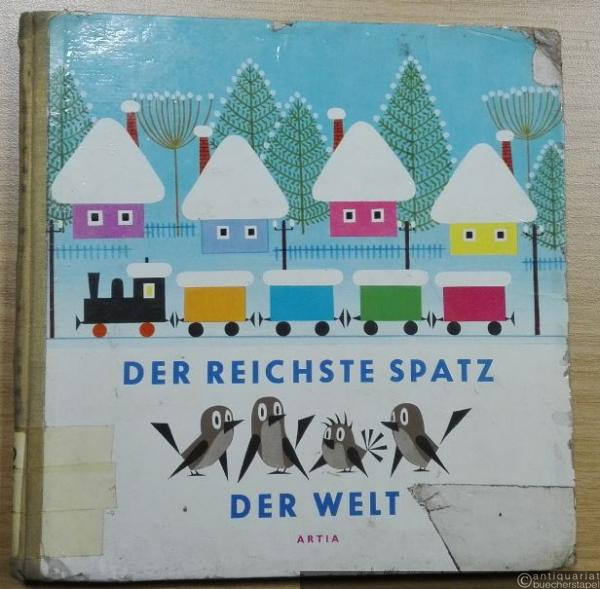 DER REICHSTE SPATZ
DER WELT
ARTIA
©antiquariat
buecherstapel